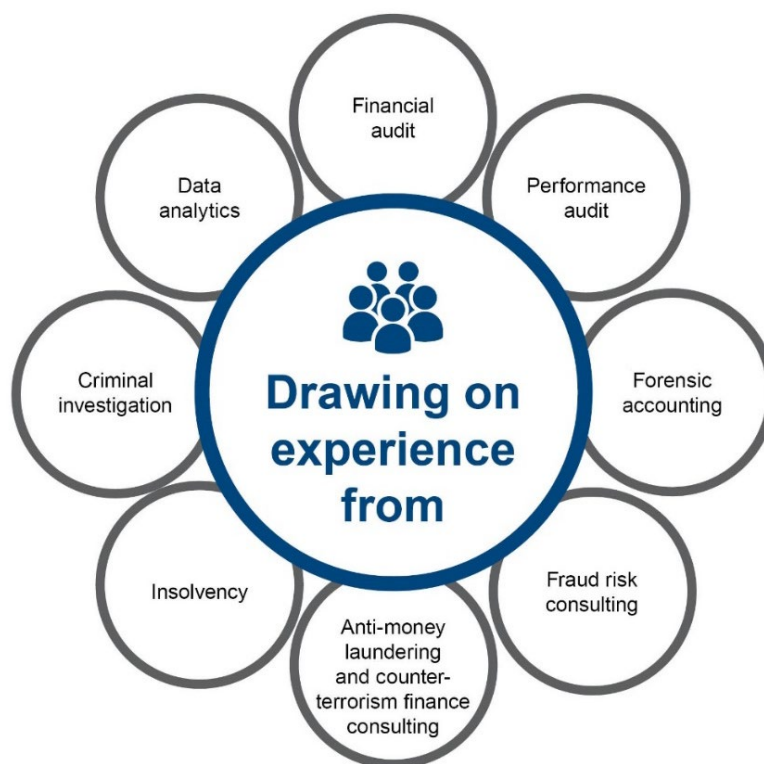 Drawing on
experience
from
Financial
audit
Performance
audit
Forensic
accounting
Fraud risk
consulting
Anti-money
laundering
and counter-
terrorism finance
consulting
Insolvency
Criminal
investigation
Data
analytics